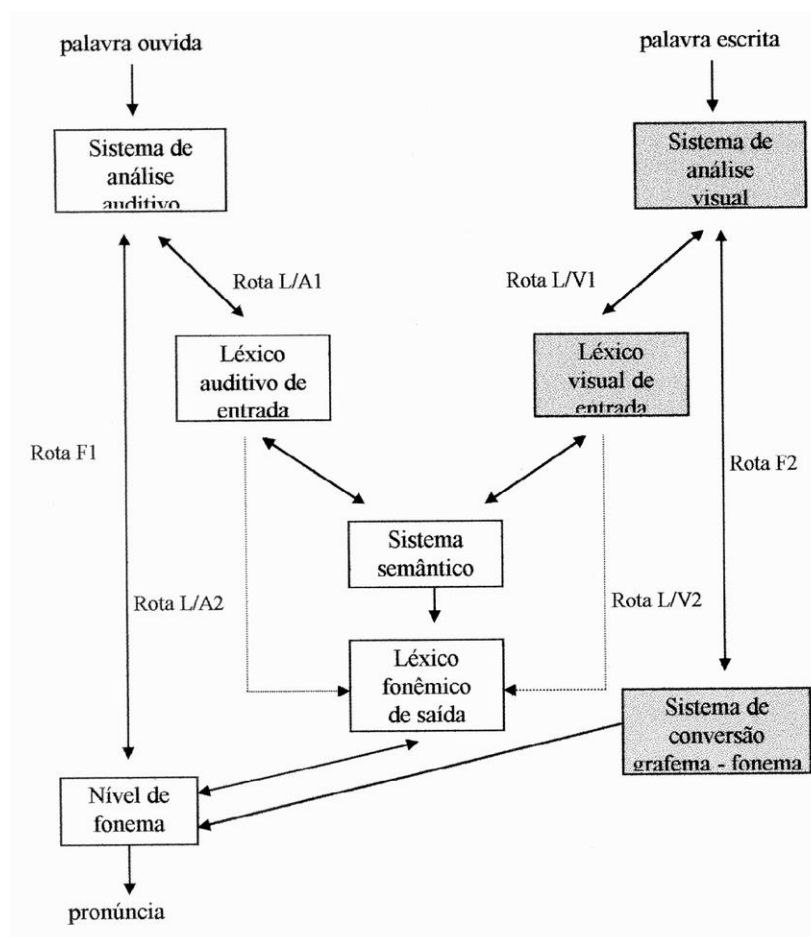 palavra ouvida
palavra escrita
Sistema de
análise
auditivo
Sistema de
análise
visual
Rota L/A1
Rota L/V1
Léxico
auditivo de
entrada
Léxico
visual de
entrada
Rota F1
Rota F2
Sistema
semântico
Rota L/A2
Rota L/V2
Léxico
fonêmico
de saída
Sistema de
conversão
grafema - fonema
Nível de
fonema
pronúncia